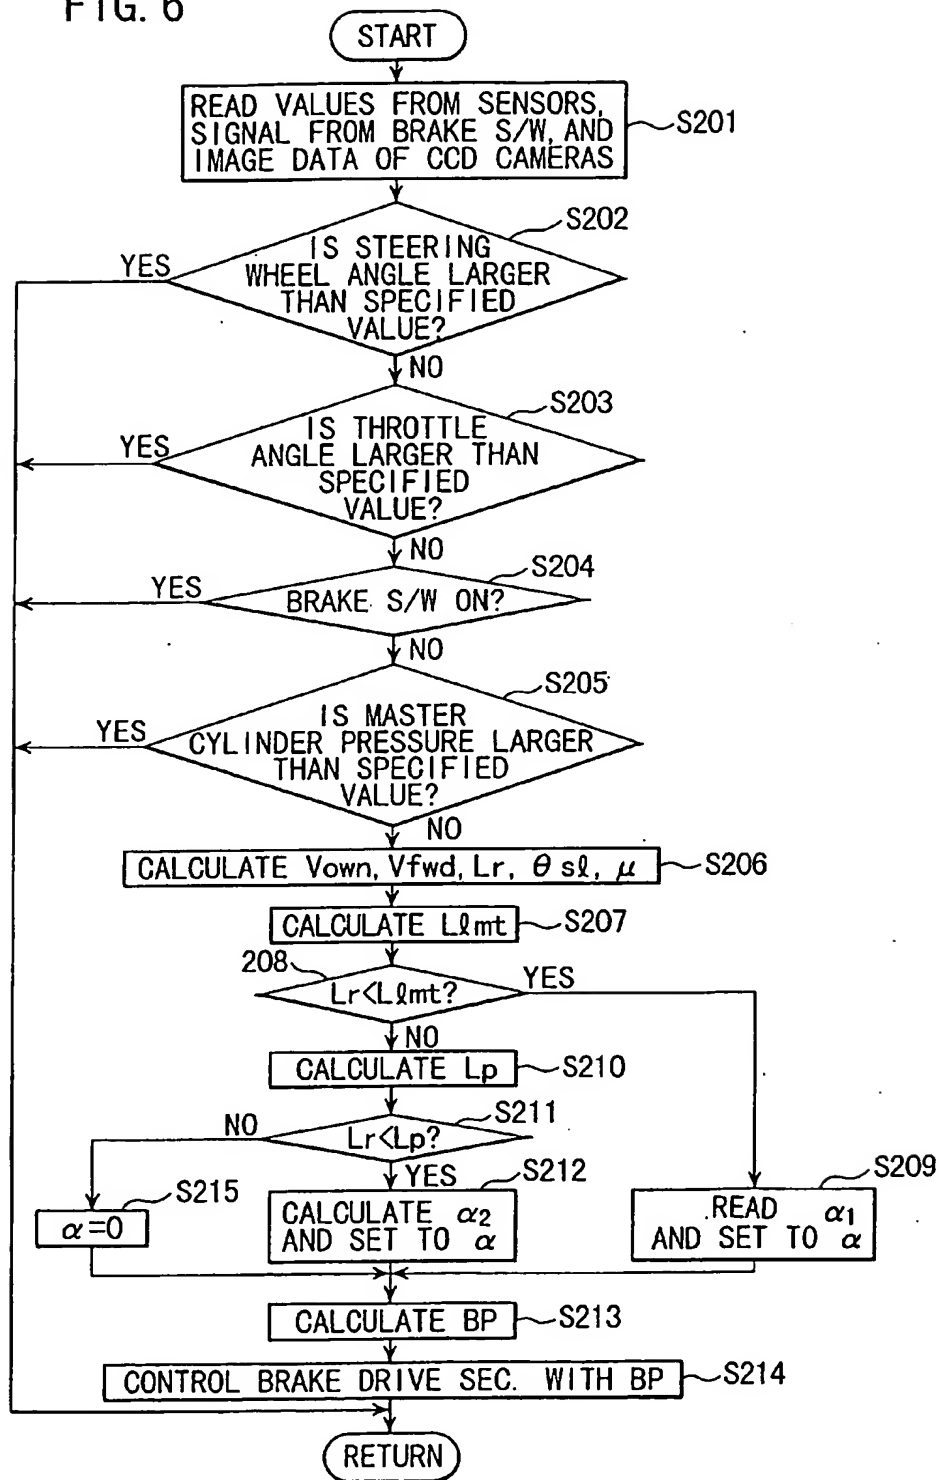 FIG. 6
START
READ VALUES FROM SENSORS,
SIGNAL FROM BRAKE S/W, AND
IMAGE DATA OF CCD CAMERAS
S201
S202
IS STEERING
WHEEL ANGLE LARGER
THAN SPECIFIED
VALUE?
YES
NO
S203
IS THROTTLE
ANGLE LARGER THAN
SPECIFIED
VALUE?
YES
NO
S204
BRAKE S/W ON?
YES
NO
S205
IS MASTER
CYLINDER PRESSURE LARGER
THAN SPECIFIED
VALUE?
YES
NO
CALCULATE Vown, Vfwd, Lr, θsℓ, μ
S206
CALCULATE Lℓmt
S207
208
Lr<Lℓmt?
YES
NO
CALCULATE Lp
S210
S211
Lr<Lp?
NO
YES
S212
CALCULATE α2
AND SET TO α
S215
α=0
S209
READ α1
AND SET TO α
CALCULATE BP
S213
CONTROL BRAKE DRIVE SEC. WITH BP
S214
RETURN